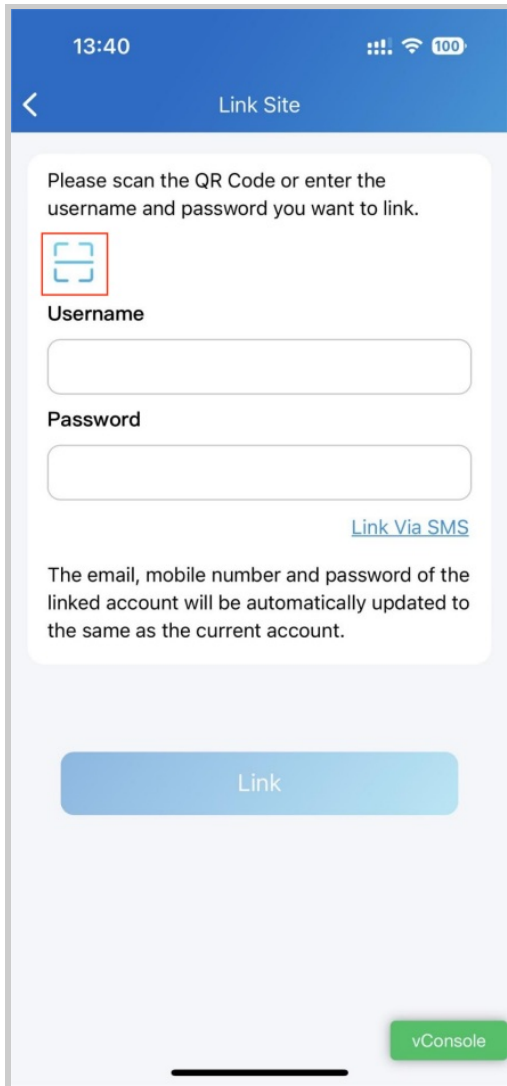 13:40
100
Link Site
Please scan the QR Code or enter the
username and password you want to link.
Username
Password
Link Via SMS
The email, mobile number and password of the
linked account will be automatically updated to
the same as the current account.
Link
vConsole